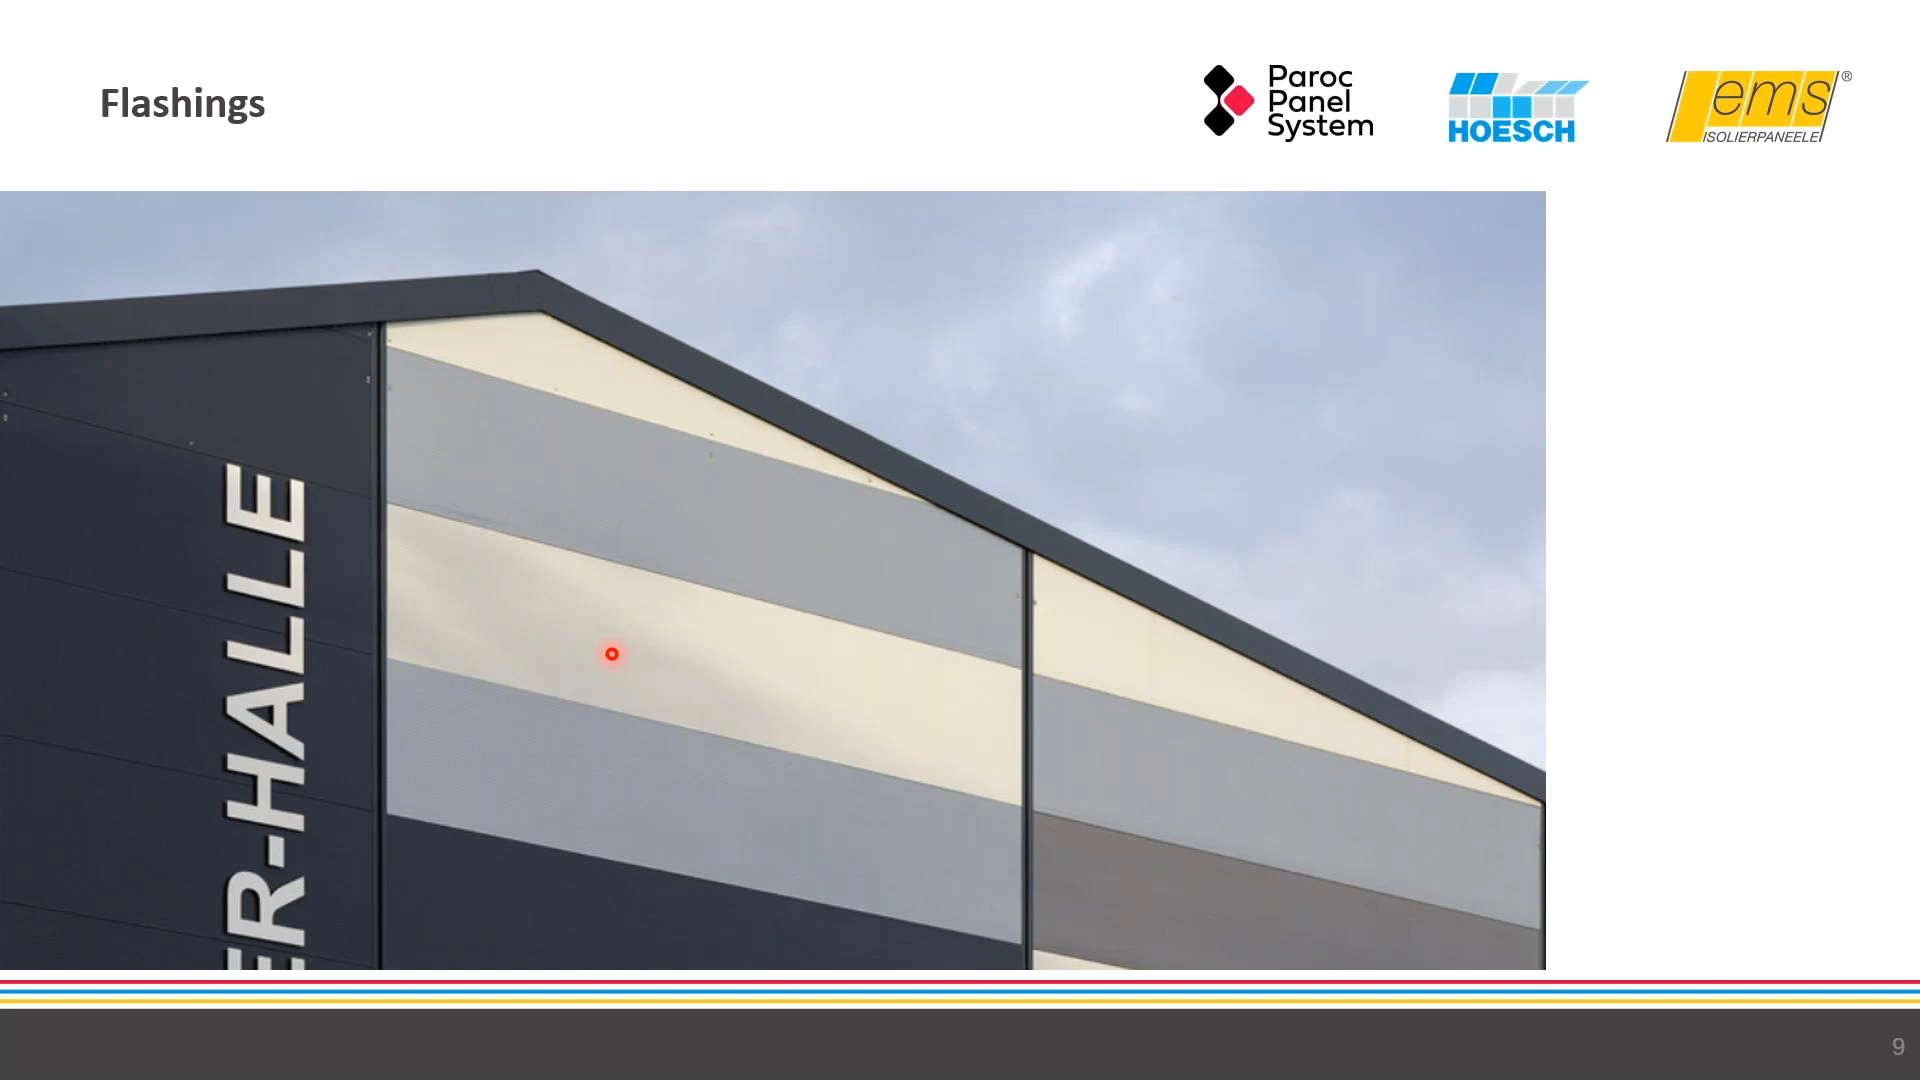 Flashings
Paroc
Panel
System
HOESCH
ems®
ISOLIERPANEELE
ER-HALLE
9